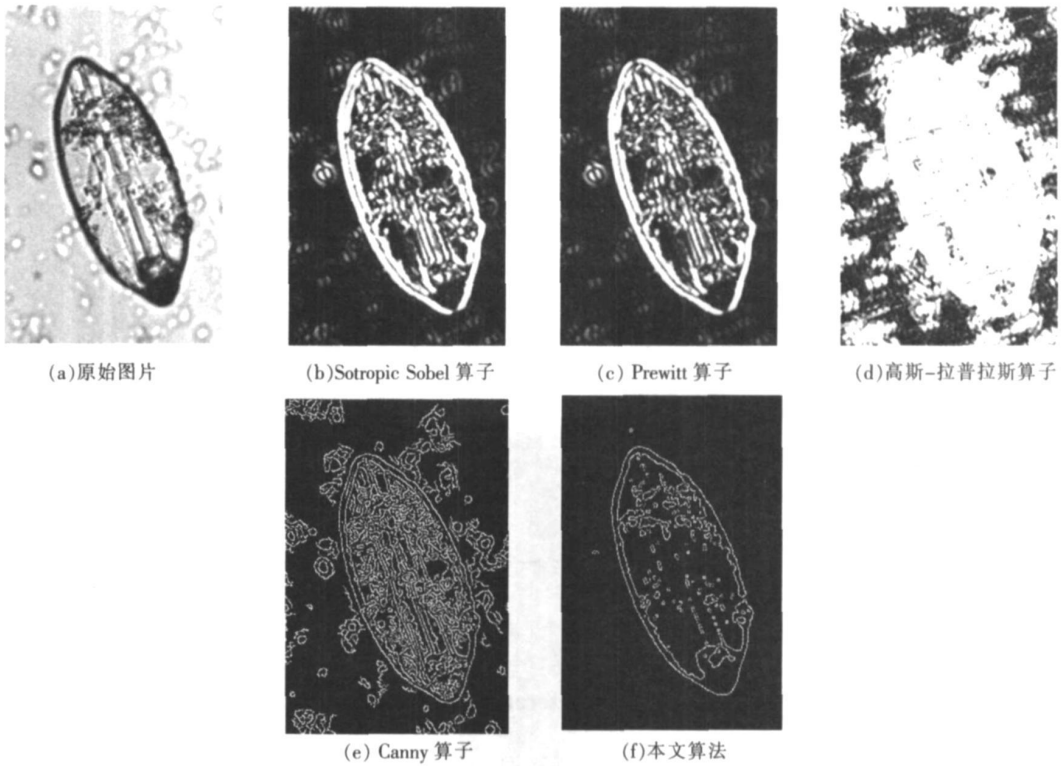 (a)原始图片
(b)Sotropic Sobel 算子
(c) Prewitt 算子
(d)高斯-拉普拉斯算子
(e) Canny 算子
(f)本文算法